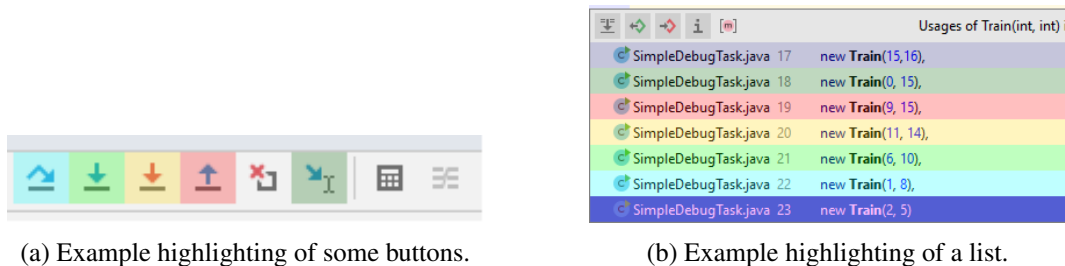 Usages of Train(int, int) i
SimpleDebugTask.java 17 new Train(15,16),
SimpleDebugTask.java 18 new Train(0, 15),
SimpleDebugTask.java 19 new Train(9, 15),
SimpleDebugTask.java 20 new Train(11, 14),
SimpleDebugTask.java 21 new Train(6, 10),
SimpleDebugTask.java 22 new Train(1, 8),
SimpleDebugTask.java 23 new Train(2, 5)
(a) Example highlighting of some buttons.
(b) Example highlighting of a list.